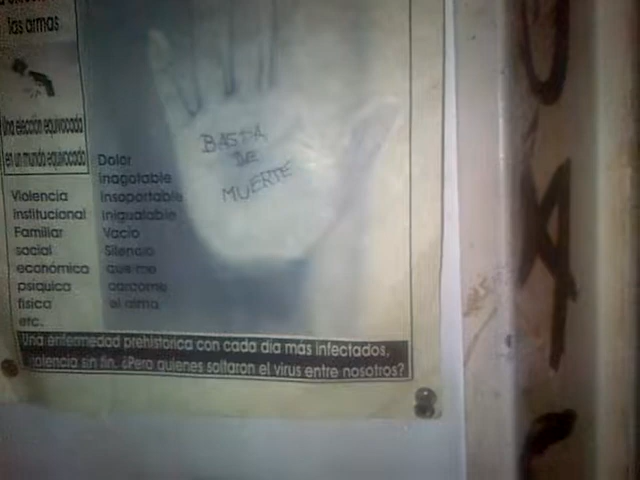 las armas
Una elección equivocada
en un mundo equivocado
Violencia
institucional
Familiar
social
económica
psíquica
física
etc.
Dolor
inagotable
insoportable
inigualable
Vacío
Silencio
que me
carcome
el alma
BASTA
DE
MUERTE
Una enfermedad prehistórica con cada día más infectados,
violencia sin fin. ¿Pero quienes soltaron el virus entre nosotros?